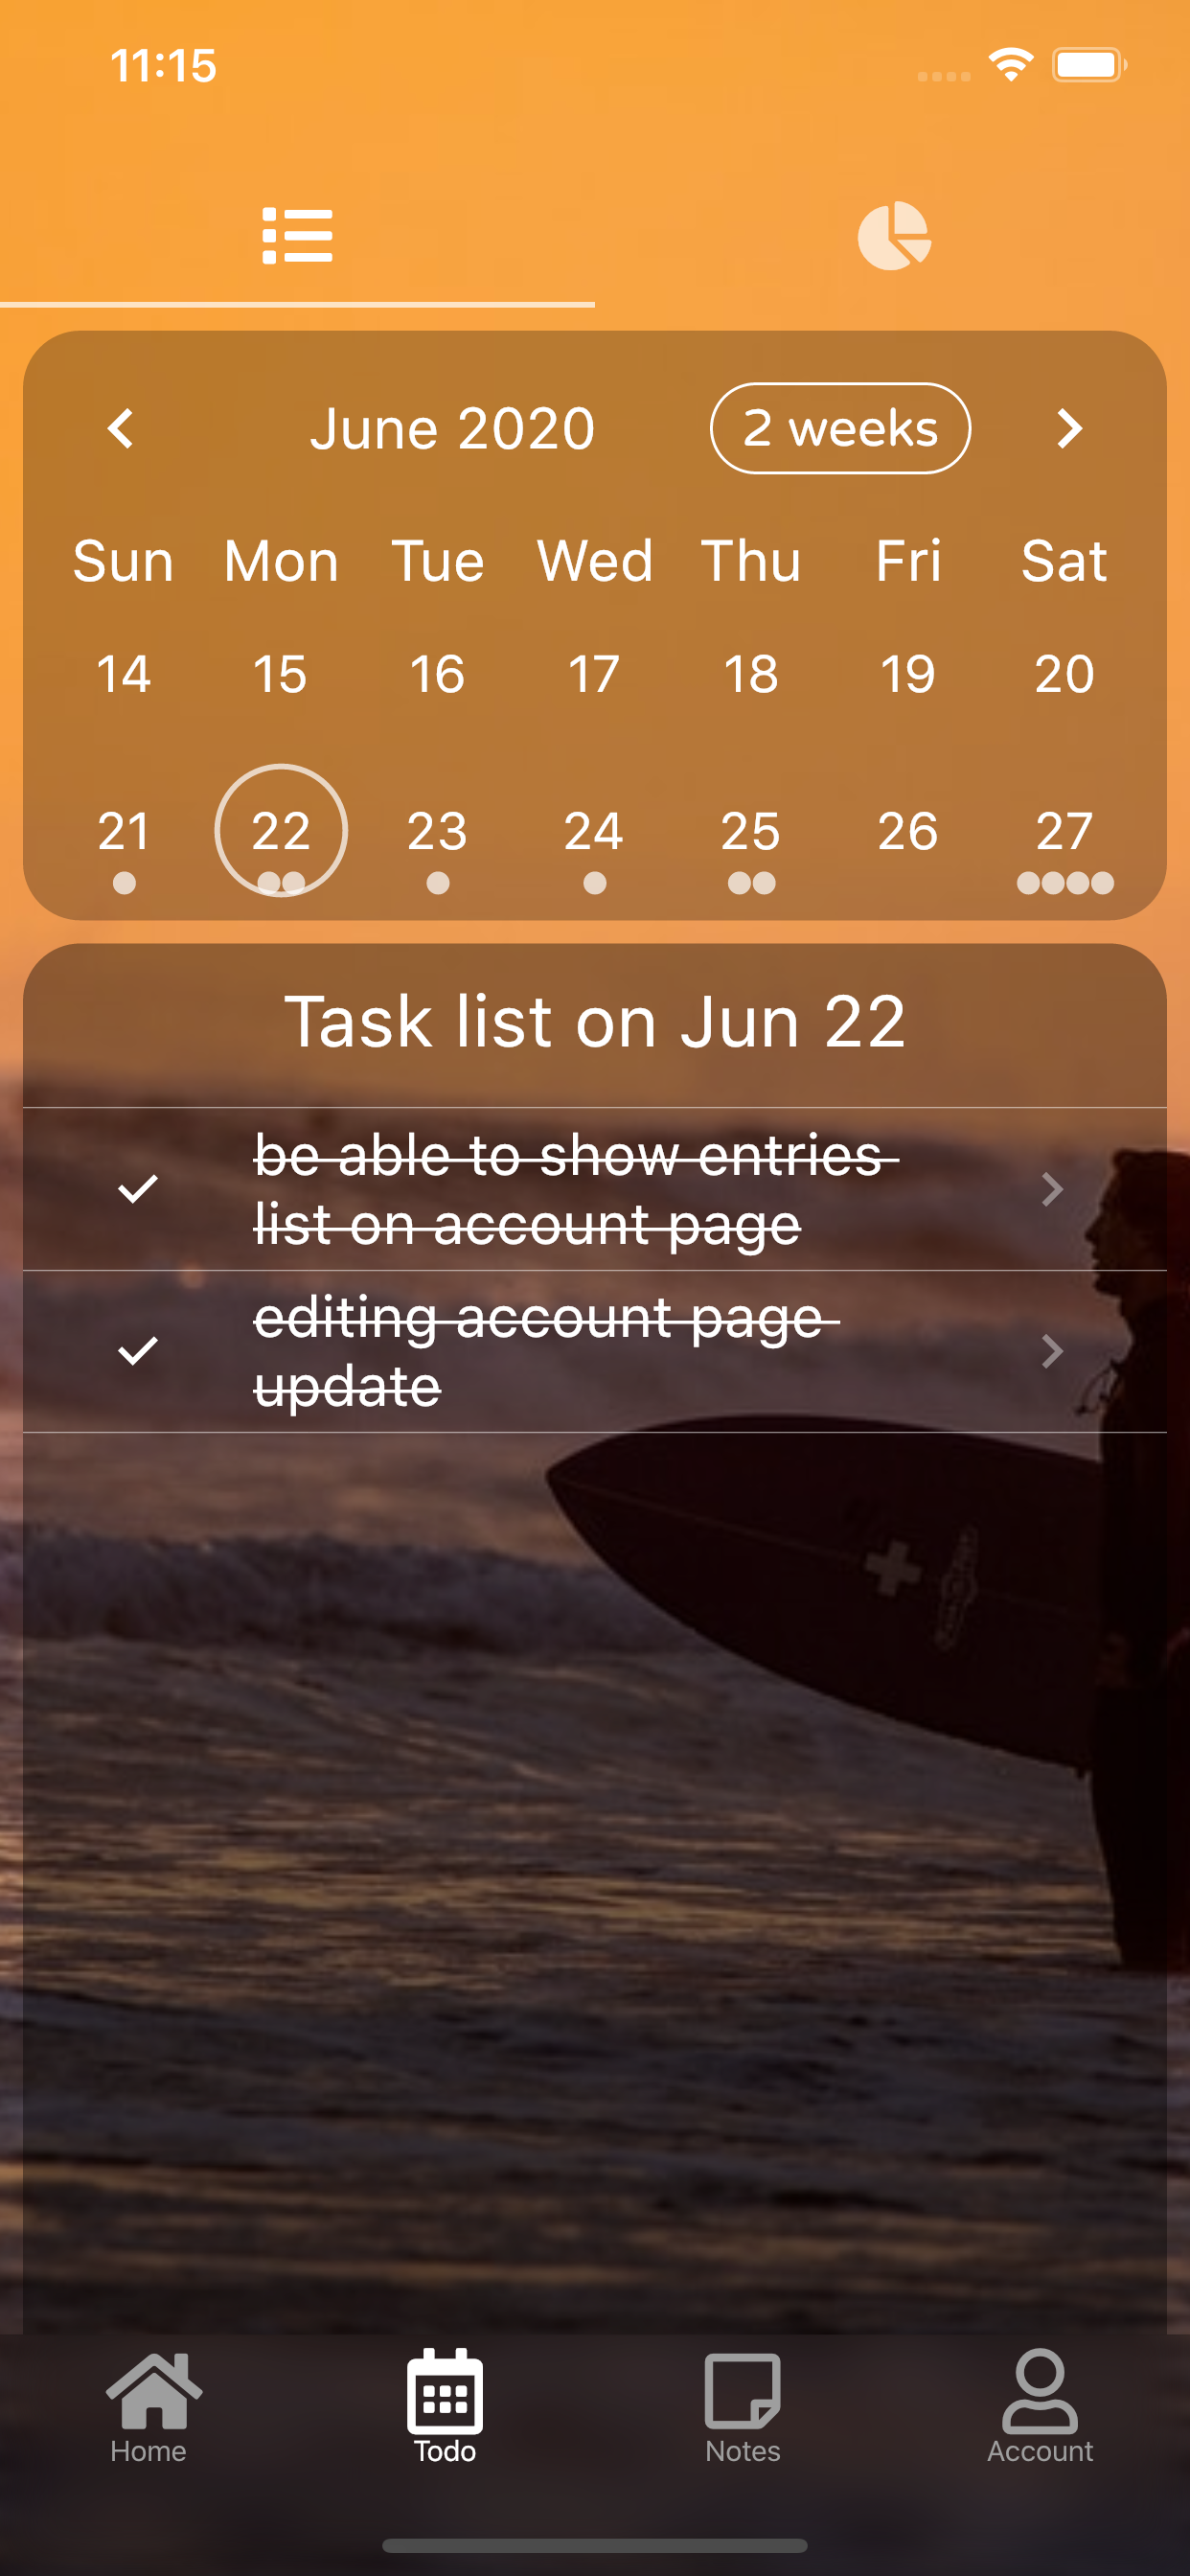 11:15
June 2020 2 weeks
Sun Mon Tue Wed Thu Fri Sat
14 15 16 17 18 19 20
21 22 23 24 25 26 27
Task list on Jun 22
be able to show entries
list on account page
editing account page
update
Home Todo Notes Account